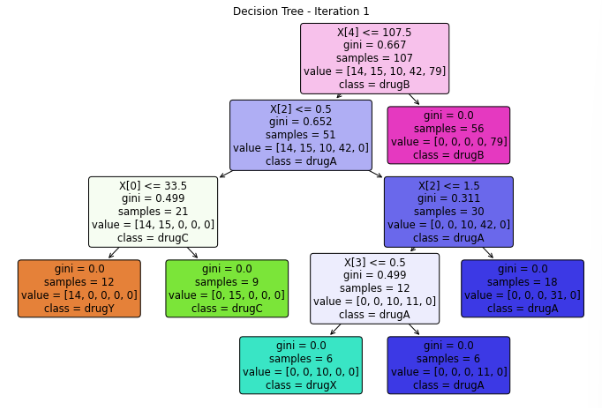 Decision Tree - Iteration 1
X[4] <= 107.5
gini = 0.667
samples = 107
value = [14, 15, 10, 42, 79]
class = drugB
X[2] <= 0.5
gini = 0.652
samples = 51
value = [14, 15, 10, 42, 0]
class = drugA
gini = 0.0
samples = 56
value = [0, 0, 0, 0, 79]
class = drugB
X[0] <= 33.5
gini = 0.499
samples = 21
value = [14, 15, 0, 0, 0]
class = drugC
X[2] <= 1.5
gini = 0.311
samples = 30
value = [0, 0, 10, 42, 0]
class = drugA
gini = 0.0
samples = 12
value = [14, 0, 0, 0, 0]
class = drugY
gini = 0.0
samples = 9
value = [0, 15, 0, 0, 0]
class = drugC
X[3] <= 0.5
gini = 0.499
samples = 12
value = [0, 0, 10, 11, 0]
class = drugA
gini = 0.0
samples = 18
value = [0, 0, 0, 31, 0]
class = drugA
gini = 0.0
samples = 6
value = [0, 0, 10, 0, 0]
class = drugX
gini = 0.0
samples = 6
value = [0, 0, 0, 11, 0]
class = drugA